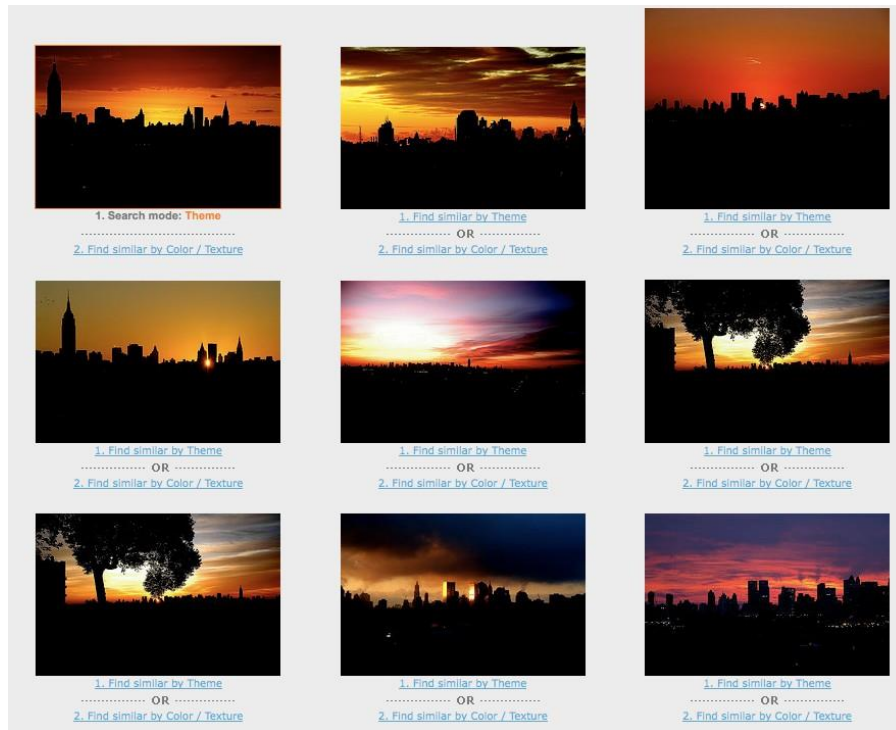 1. Search mode: Theme
2. Find similar by Color / Texture
1. Find similar by Theme
OR
2. Find similar by Color / Texture
1. Find similar by Theme
OR
2. Find similar by Color / Texture
1. Find similar by Theme
OR
2. Find similar by Color / Texture
1. Find similar by Theme
OR
2. Find similar by Color / Texture
1. Find similar by Theme
OR
2. Find similar by Color / Texture
1. Find similar by Theme
OR
2. Find similar by Color / Texture
1. Find similar by Theme
OR
2. Find similar by Color / Texture
1. Find similar by Theme
OR
2. Find similar by Color / Texture